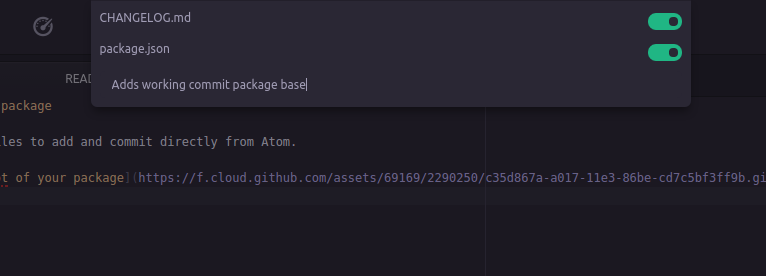 CHANGELOG.md
package.json
Adds working commit package base
READ
package
les to add and commit directly from Atom.
t of your package](https://f.cloud.github.com/assets/69169/2290250/c35d867a-a017-11e3-86be-cd7c5bf3ff9b.gi